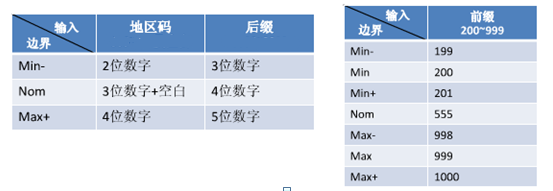 输入
边界
地区码
后缀
Min-
2位数字
3位数字
Nom
3位数字+空白
4位数字
Max+
4位数字
5位数字
输入
边界
前缀
200~999
Min-
199
Min
200
Min+
201
Nom
555
Max-
998
Max
999
Max+
1000